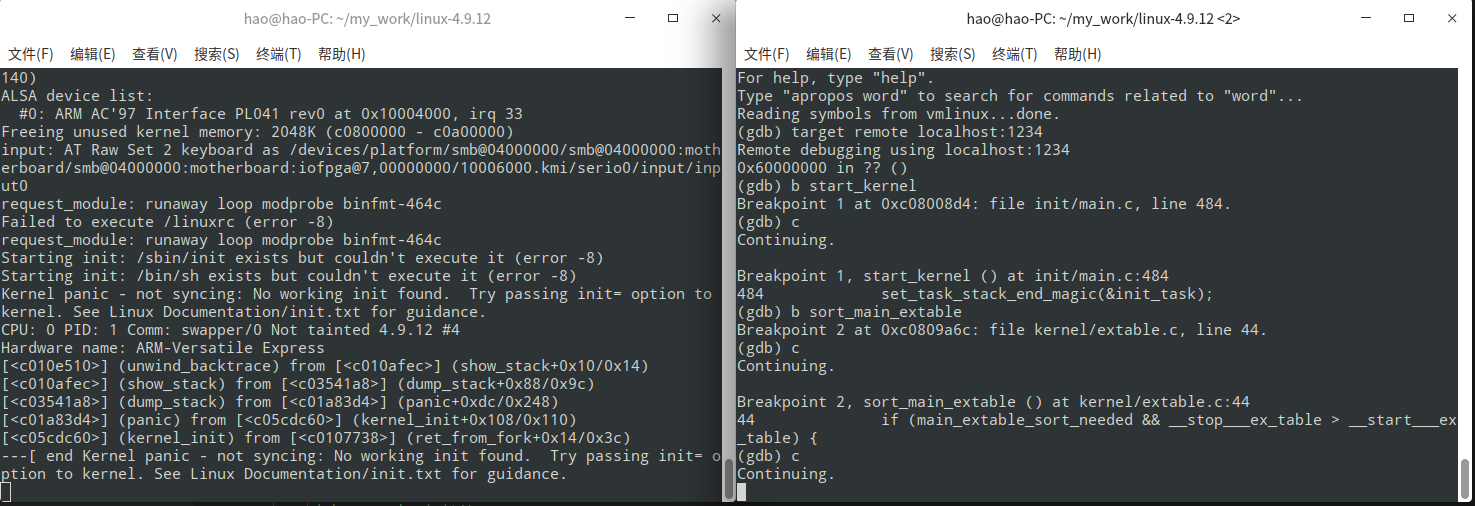 hao@hao-PC: ~/my_work/linux-4.9.12
文件(F) 编辑(E) 查看(V) 搜索(S) 终端(T) 帮助(H)
140)
ALSA device list:
  #0: ARM AC'97 Interface PL041 rev0 at 0x10004000, irq 33
Freeing unused kernel memory: 2048K (c0800000 - c0a00000)
input: AT Raw Set 2 keyboard as /devices/platform/smb@04000000/smb@04000000:moth
erboard/smb@04000000:motherboard:iofpga@7,00000000/10006000.kmi/serio0/input/inp
ut0
request_module: runaway loop modprobe binfmt-464c
Failed to execute /linuxrc (error -8)
request_module: runaway loop modprobe binfmt-464c
Starting init: /sbin/init exists but couldn't execute it (error -8)
Starting init: /bin/sh exists but couldn't execute it (error -8)
Kernel panic - not syncing: No working init found.  Try passing init= option to
kernel. See Linux Documentation/init.txt for guidance.
CPU: 0 PID: 1 Comm: swapper/0 Not tainted 4.9.12 #4
Hardware name: ARM-Versatile Express
[<c010e510>] (unwind_backtrace) from [<c010afec>] (show_stack+0x10/0x14)
[<c010afec>] (show_stack) from [<c03541a8>] (dump_stack+0x88/0x9c)
[<c03541a8>] (dump_stack) from [<c01a83d4>] (panic+0xdc/0x248)
[<c01a83d4>] (panic) from [<c05cdc60>] (kernel_init+0x108/0x110)
[<c05cdc60>] (kernel_init) from [<c0107738>] (ret_from_fork+0x14/0x3c)
---[ end Kernel panic - not syncing: No working init found.  Try passing init= o
ption to kernel. See Linux Documentation/init.txt for guidance.
hao@hao-PC: ~/my_work/linux-4.9.12 <2>
文件(F) 编辑(E) 查看(V) 搜索(S) 终端(T) 帮助(H)
For help, type "help".
Type "apropos word" to search for commands related to "word"...
Reading symbols from vmlinux...done.
(gdb) target remote localhost:1234
Remote debugging using localhost:1234
0x60000000 in ?? ()
(gdb) b start_kernel
Breakpoint 1 at 0xc08008d4: file init/main.c, line 484.
(gdb) c
Continuing.
Breakpoint 1, start_kernel () at init/main.c:484
484             set_task_stack_end_magic(&init_task);
(gdb) b sort_main_extable
Breakpoint 2 at 0xc0809a6c: file kernel/extable.c, line 44.
(gdb) c
Continuing.
Breakpoint 2, sort_main_extable () at kernel/extable.c:44
44              if (main_extable_sort_needed && __stop___ex_table > __start___ex
_table) {
(gdb) c
Continuing.